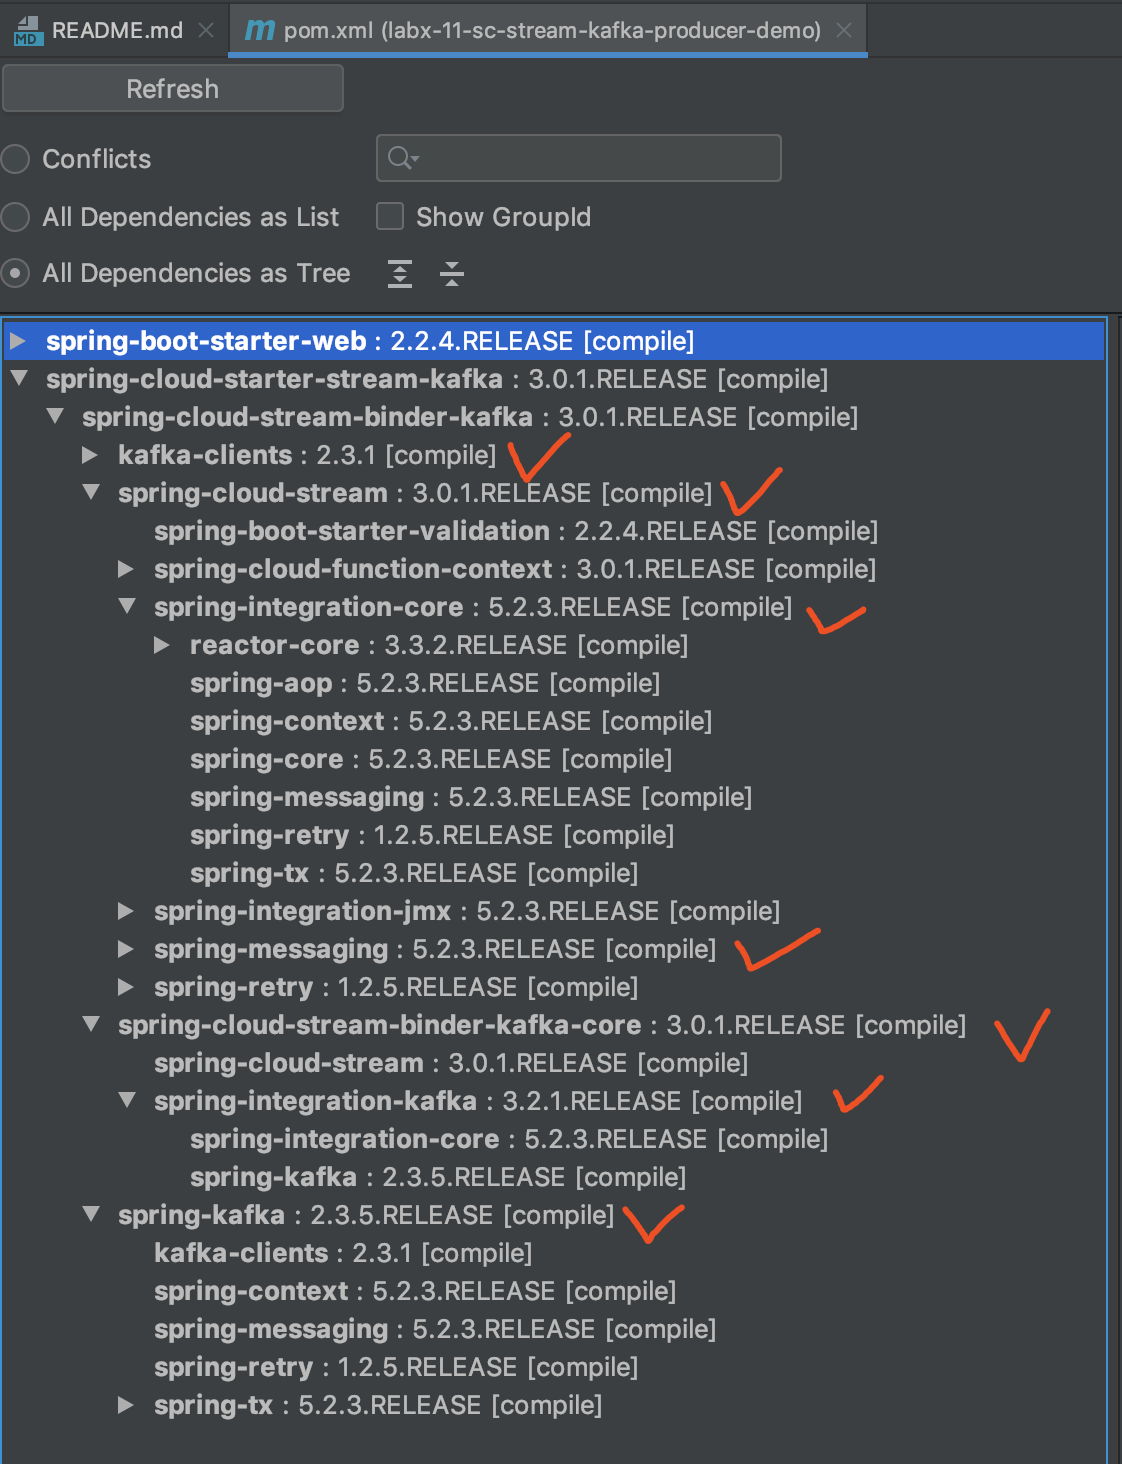 MD README.md
m pom.xml (labx-11-sc-stream-kafka-producer-demo)
Refresh
Conflicts
All Dependencies as List Show GroupId
All Dependencies as Tree
spring-boot-starter-web : 2.2.4.RELEASE [compile]
spring-cloud-starter-stream-kafka : 3.0.1.RELEASE [compile]
spring-cloud-stream-binder-kafka : 3.0.1.RELEASE [compile]
kafka-clients : 2.3.1 [compile]
spring-cloud-stream : 3.0.1.RELEASE [compile]
spring-boot-starter-validation : 2.2.4.RELEASE [compile]
spring-cloud-function-context : 3.0.1.RELEASE [compile]
spring-integration-core : 5.2.3.RELEASE [compile]
reactor-core : 3.3.2.RELEASE [compile]
spring-aop : 5.2.3.RELEASE [compile]
spring-context : 5.2.3.RELEASE [compile]
spring-core : 5.2.3.RELEASE [compile]
spring-messaging : 5.2.3.RELEASE [compile]
spring-retry : 1.2.5.RELEASE [compile]
spring-tx : 5.2.3.RELEASE [compile]
spring-integration-jmx : 5.2.3.RELEASE [compile]
spring-messaging : 5.2.3.RELEASE [compile]
spring-retry : 1.2.5.RELEASE [compile]
spring-cloud-stream-binder-kafka-core : 3.0.1.RELEASE [compile]
spring-cloud-stream : 3.0.1.RELEASE [compile]
spring-integration-kafka : 3.2.1.RELEASE [compile]
spring-integration-core : 5.2.3.RELEASE [compile]
spring-kafka : 2.3.5.RELEASE [compile]
spring-kafka : 2.3.5.RELEASE [compile]
kafka-clients : 2.3.1 [compile]
spring-context : 5.2.3.RELEASE [compile]
spring-messaging : 5.2.3.RELEASE [compile]
spring-retry : 1.2.5.RELEASE [compile]
spring-tx : 5.2.3.RELEASE [compile]